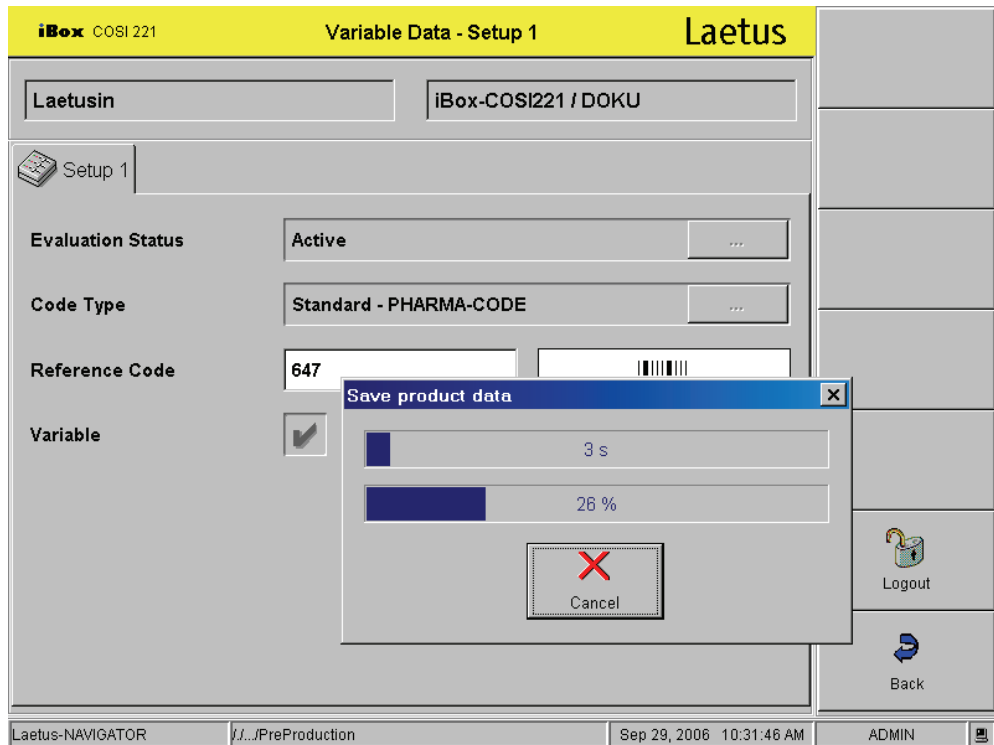 iBox COSI 221 Variable Data - Setup 1 Laetus
Laetusin iBox-COSI221 / DOKU
Setup 1
Evaluation Status Active ...
Code Type Standard - PHARMA-CODE ...
Reference Code 647
Save product data
Variable
3 s
26 %
Cancel
Logout
Back
Laetus-NAVIGATOR /./.../PreProduction Sep 29, 2006 10:31:46 AM ADMIN